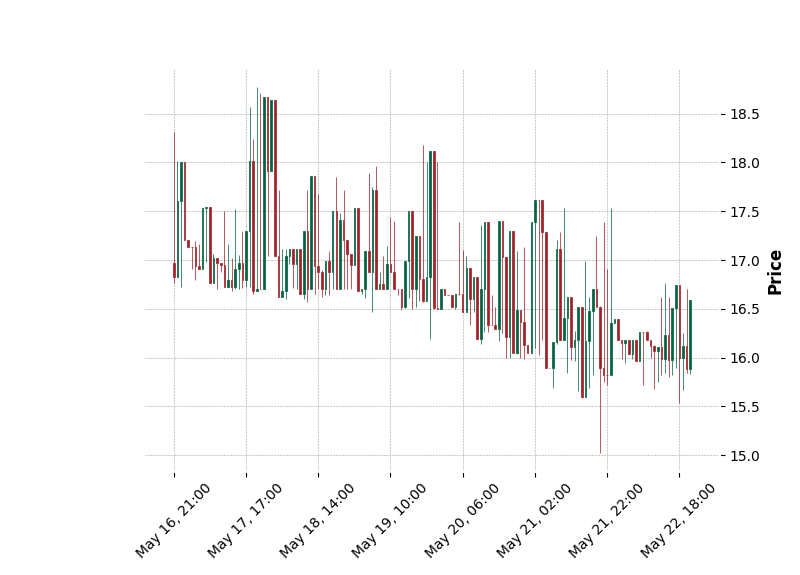 18.5
18.0
17.5
17.0
16.5
16.0
15.5
15.0
Price
May 16, 21:00
May 17, 17:00
May 18, 14:00
May 19, 10:00
May 20, 06:00
May 21, 02:00
May 21, 22:00
May 22, 18:00